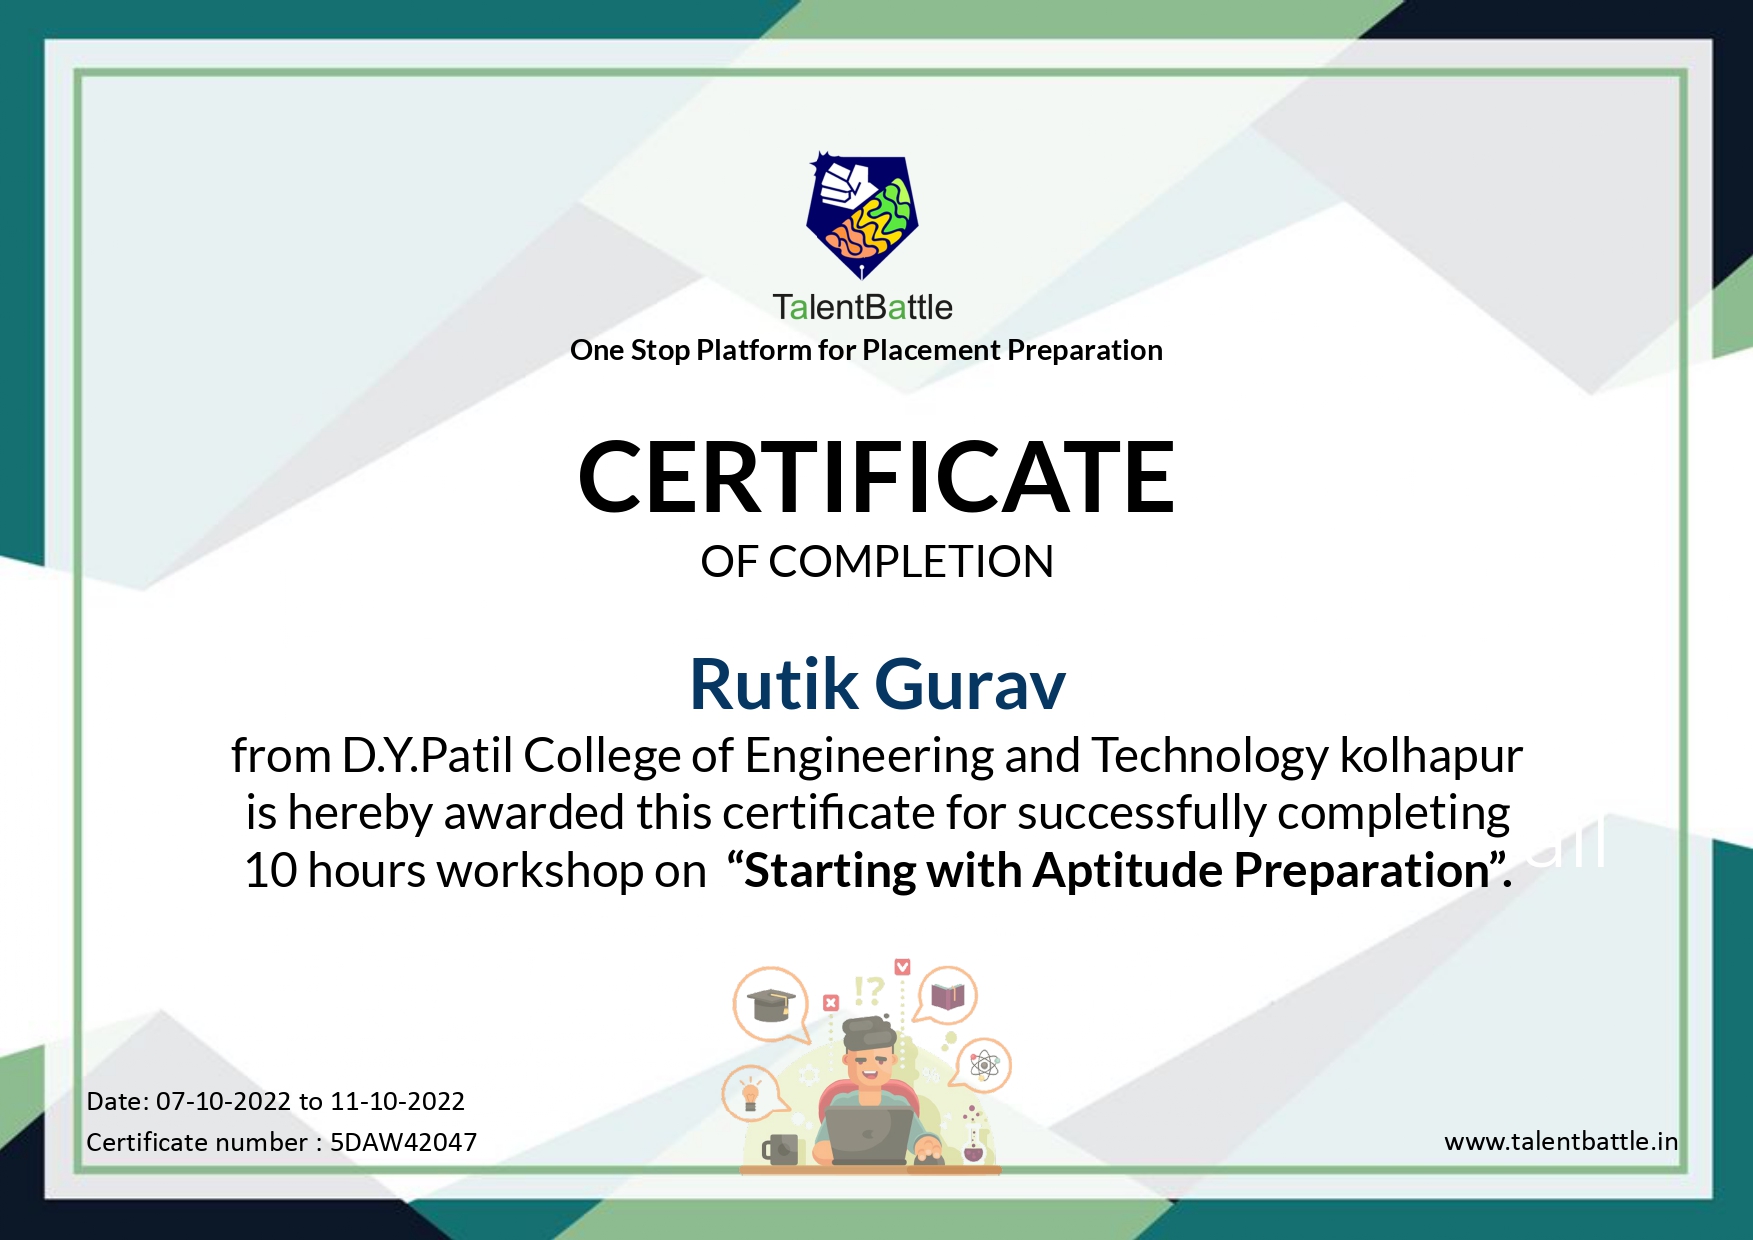 TalentBattle
One Stop Platform for Placement Preparation
CERTIFICATE
OF COMPLETION
Rutik Gurav
from D.Y.Patil College of Engineering and Technology kolhapur
is hereby awarded this certificate for successfully completing
10 hours workshop on “Starting with Aptitude Preparation”.
!?
Date: 07-10-2022 to 11-10-2022
Certificate number : 5DAW42047
www.talentbattle.in